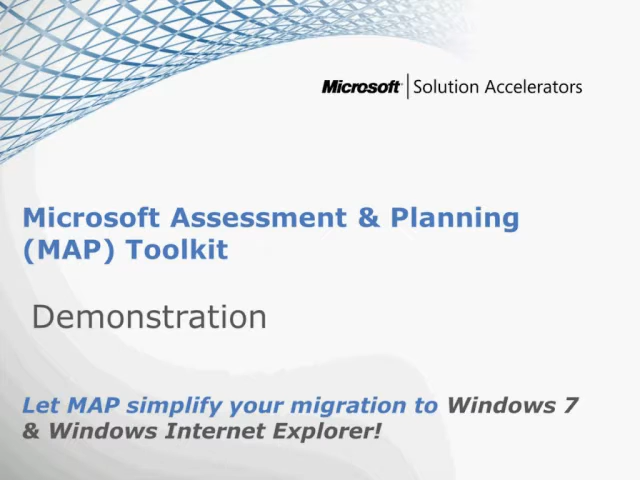 Microsoft | Solution Accelerators
Microsoft Assessment & Planning
(MAP) Toolkit
Demonstration
Let MAP simplify your migration to Windows 7
& Windows Internet Explorer!